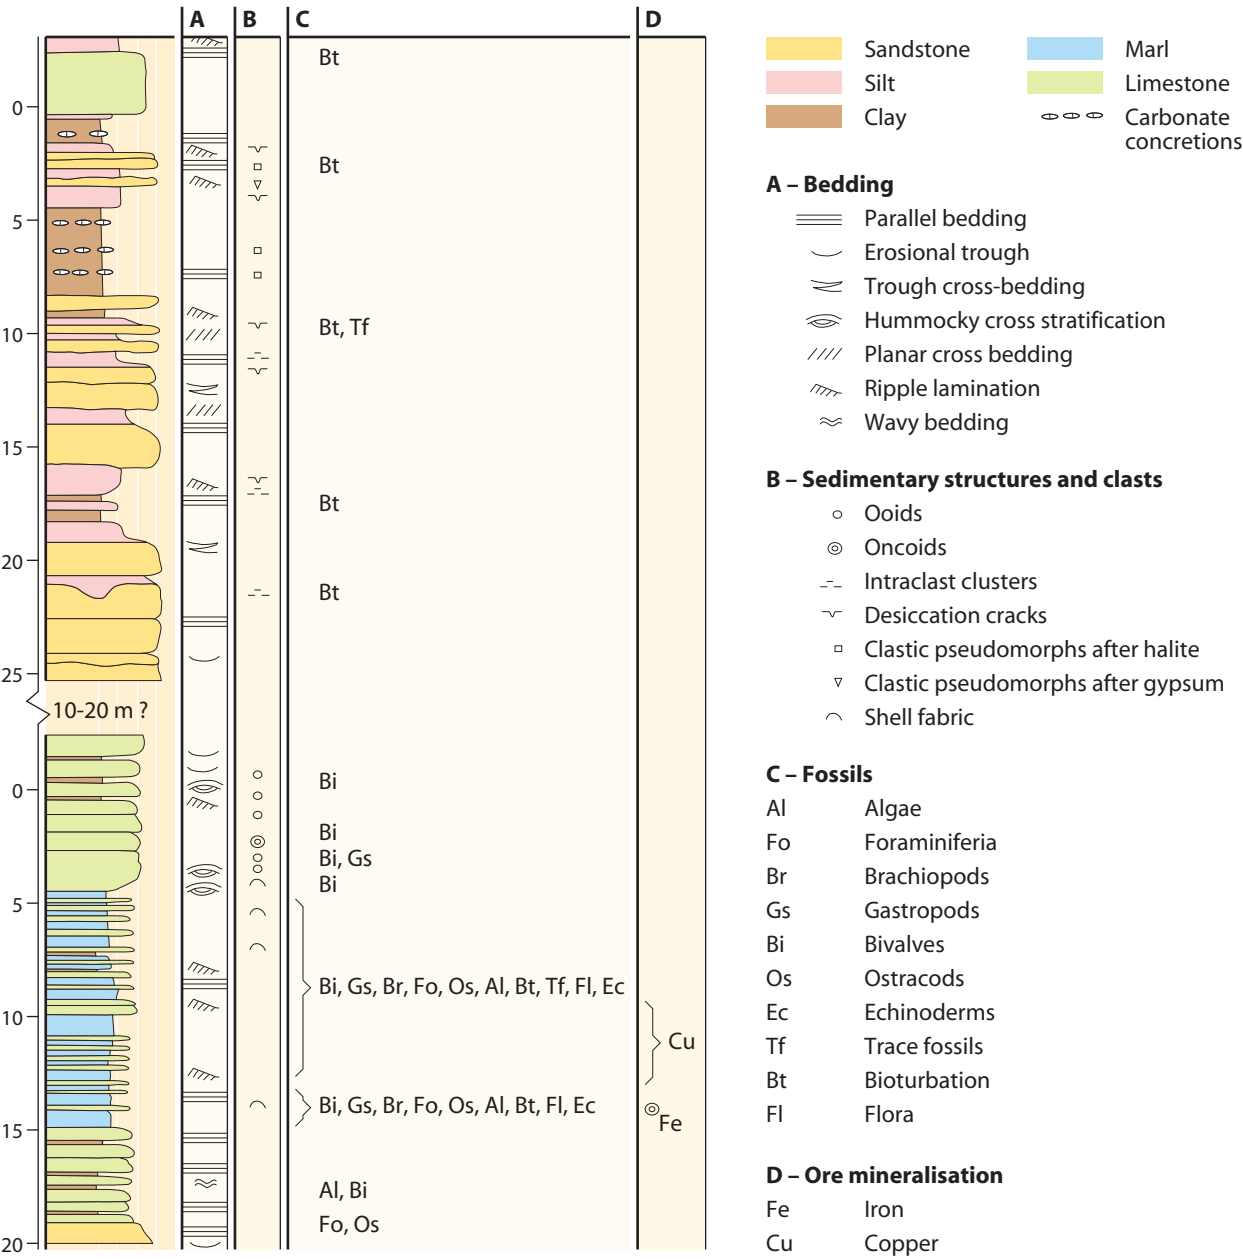 A B C D
0
5
10
15
20
25
10-20 m ?
0
5
10
15
20
Bt
Bt
Bt, Tf
Bt
Bt
Bi
Bi
Bi, Gs
Bi
Bi, Gs, Br, Fo, Os, Al, Bt, Tf, Fl, Ec
Cu
Bi, Gs, Br, Fo, Os, Al, Bt, Fl, Ec
Fe
Al, Bi
Fo, Os
Sandstone
Silt
Clay
Marl
Limestone
Carbonate
concretions
A – Bedding
Parallel bedding
Erosional trough
Trough cross-bedding
Hummocky cross stratification
Planar cross bedding
Ripple lamination
Wavy bedding
B – Sedimentary structures and clasts
Ooids
Oncoids
Intraclast clusters
Desiccation cracks
Clastic pseudomorphs after halite
Clastic pseudomorphs after gypsum
Shell fabric
C – Fossils
Al Algae
Fo Foraminiferia
Br Brachiopods
Gs Gastropods
Bi Bivalves
Os Ostracods
Ec Echinoderms
Tf Trace fossils
Bt Bioturbation
Fl Flora
D – Ore mineralisation
Fe Iron
Cu Copper